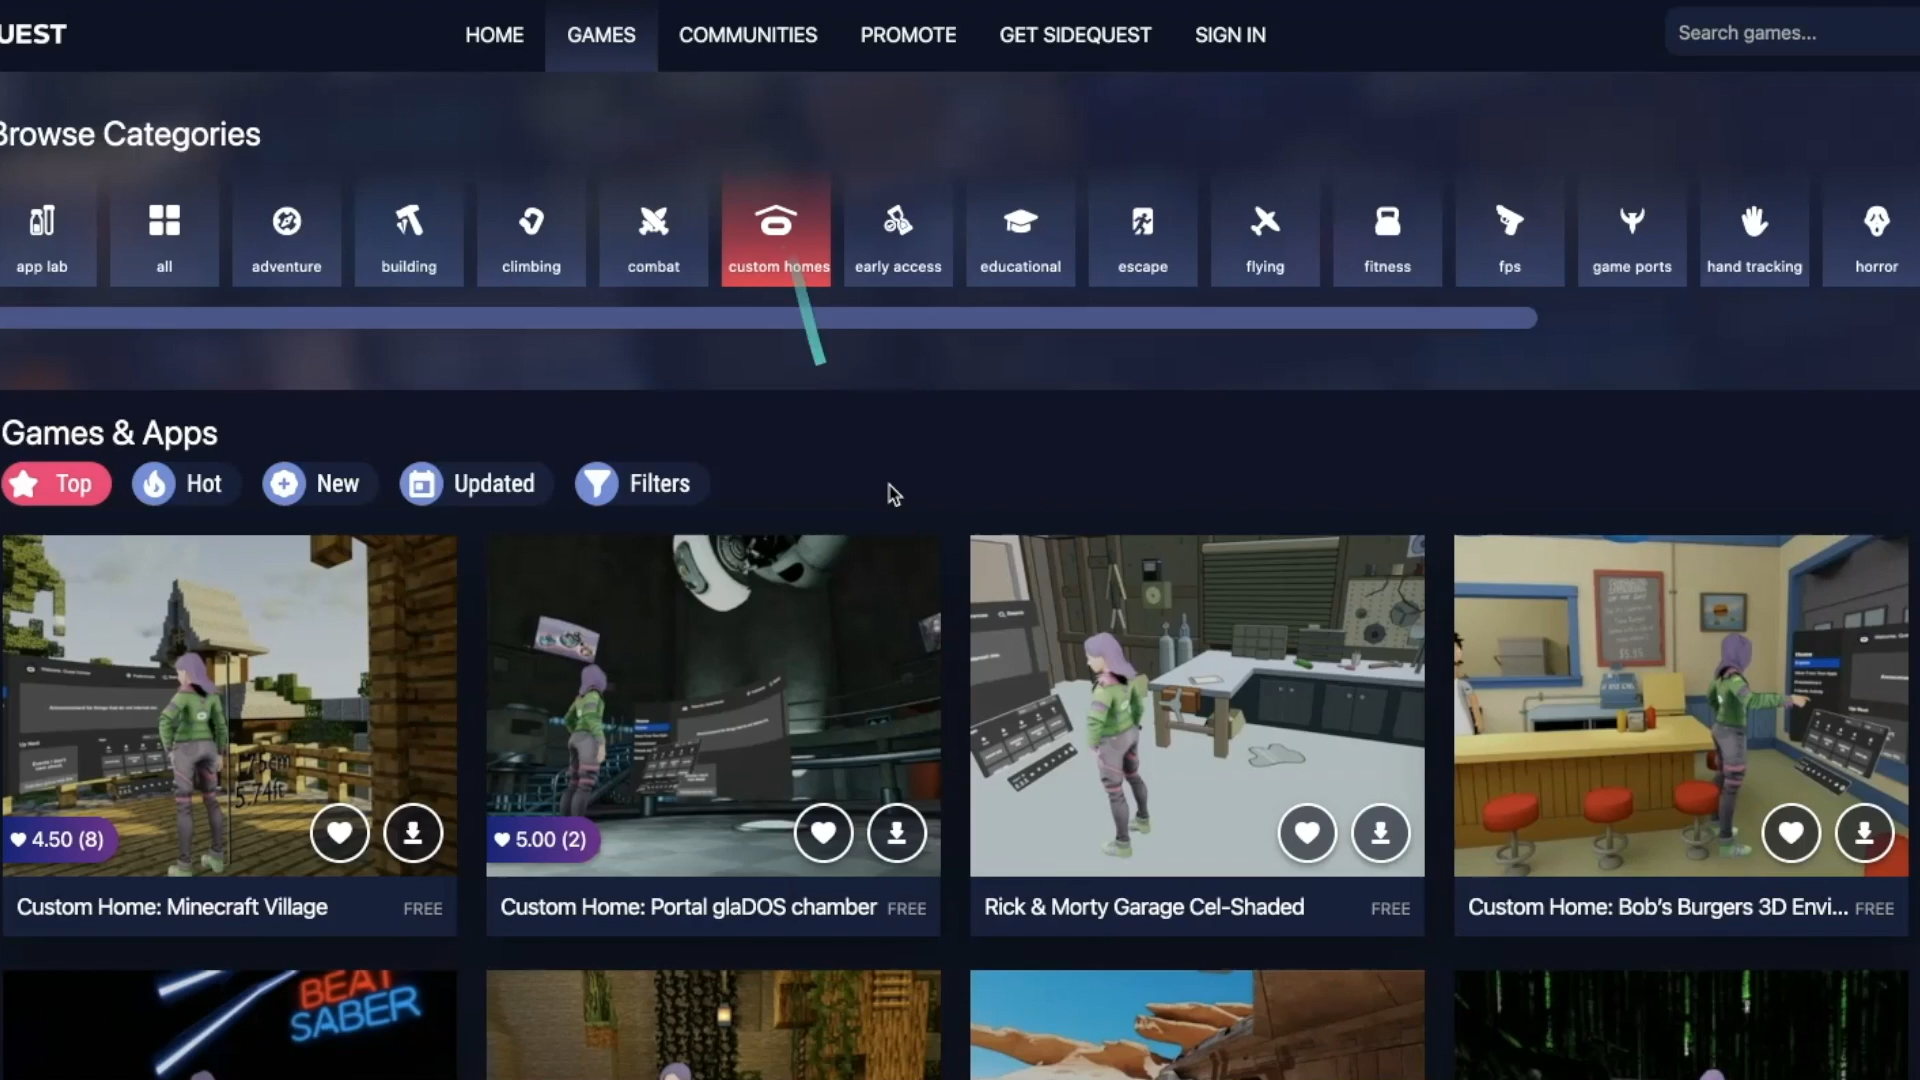 UEST
HOME
GAMES
COMMUNITIES
PROMOTE
GET SIDEQUEST
SIGN IN
Search games...
Browse Categories
app lab
all
adventure
building
climbing
combat
custom homes
early access
educational
escape
flying
fitness
fps
game ports
hand tracking
horror
Games & Apps
Top
Hot
New
Updated
Filters
5.74ft
4.50 (8)
5.00 (2)
Custom Home: Minecraft Village
FREE
Custom Home: Portal glaDOS chamber
FREE
Rick & Morty Garage Cel-Shaded
FREE
Custom Home: Bob's Burgers 3D Envi...
FREE
BEAT
SABER